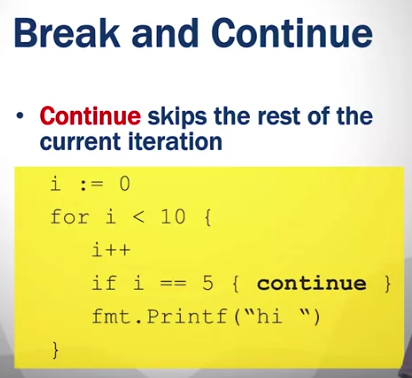 Break and Continue
• Continue skips the rest of the
current iteration
i := 0
for i < 10 {
i++
if i == 5 { continue }
fmt.Printf(“hi “)
}